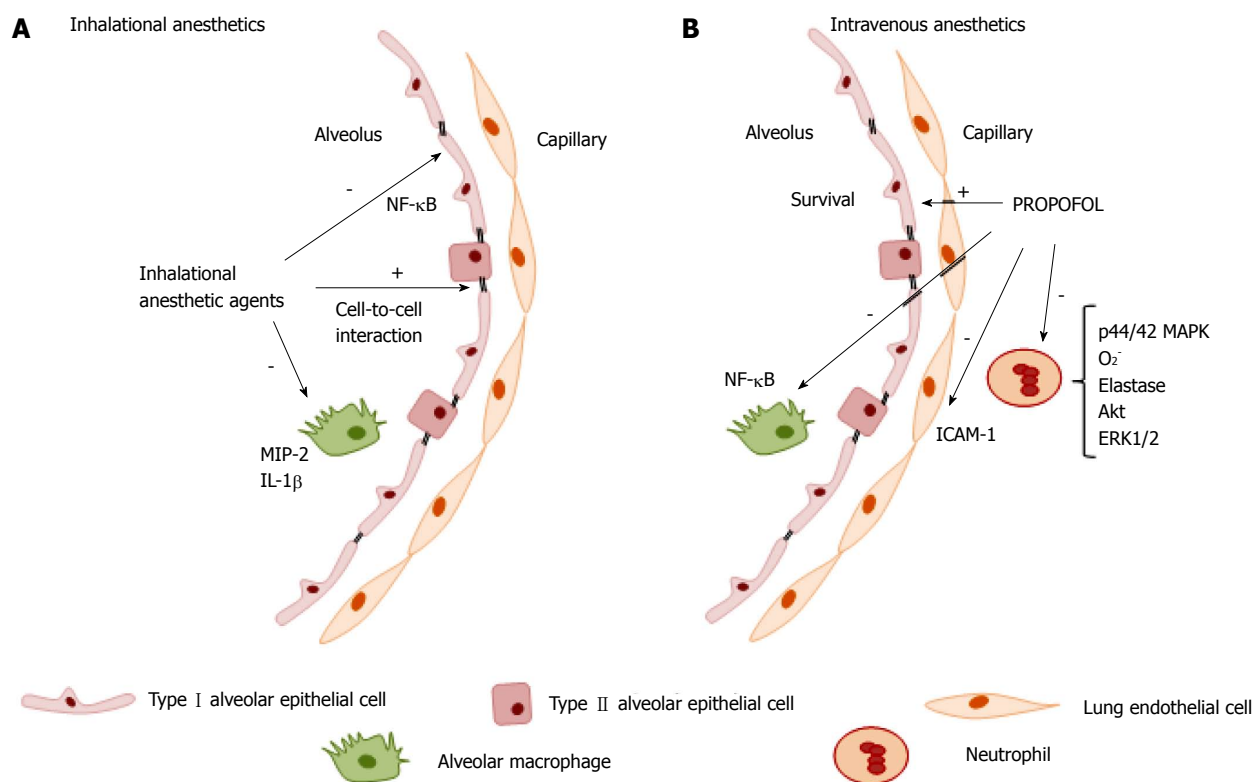 A
Inhalational anesthetics
Alveolus
Capillary
-
NF-κB
Inhalational
anesthetic agents
+
Cell-to-cell
interaction
-
MIP-2
IL-1β
B
Intravenous anesthetics
Alveolus
Capillary
Survival
+
PROPOFOL
-
-
-
NF-κB
ICAM-1
p44/42 MAPK
O₂⁻
Elastase
Akt
ERK1/2
Type Ⅰ alveolar epithelial cell
Type Ⅱ alveolar epithelial cell
Lung endothelial cell
Alveolar macrophage
Neutrophil